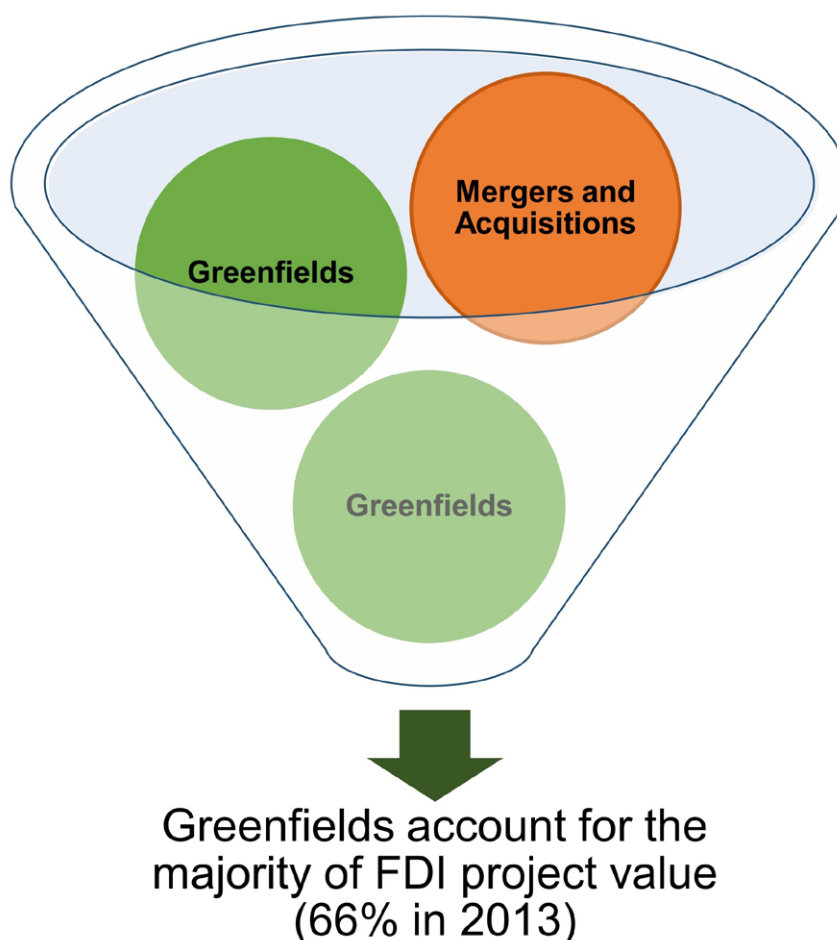 Mergers and
Acquisitions
Greenfields
Greenfields
Greenfields account for the
majority of FDI project value
(66% in 2013)